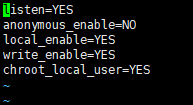 listen=YES
anonymous_enable=NO
local_enable=YES
write_enable=YES
chroot_local_user=YES
~
~